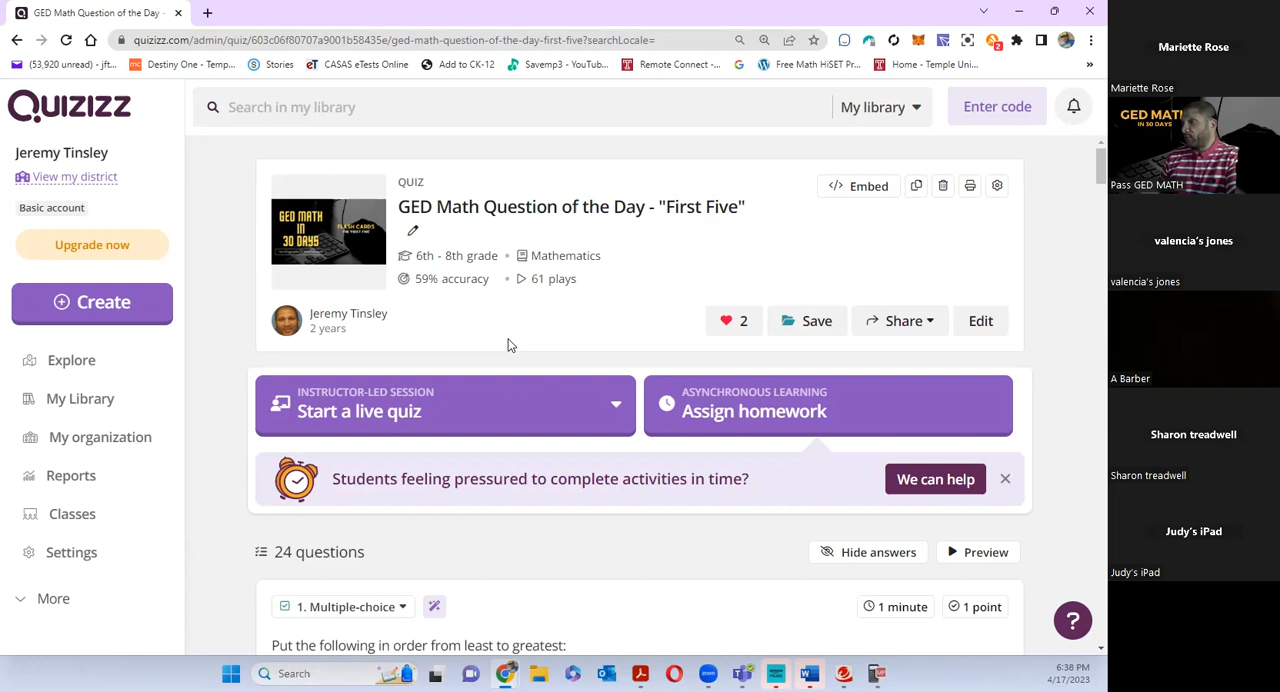 GED Math Question of the Day -
quizizz.com/admin/quiz/603c06f80707a9001b58435e/ged-math-question-of-the-day-first-five?searchLocale=
(53,920 unread) - jft...
Destiny One - Temp...
Stories
CASAS eTests Online
Add to CK-12
Savemp3 - YouTub...
Remote Connect -...
Free Math HiSET Pr...
Home - Temple Uni...
»
QUIZIZZ
Search in my library
My library
Enter code
Jeremy Tinsley
View my district
Basic account
Upgrade now
Create
Explore
My Library
My organization
Reports
Classes
Settings
More
GED MATH
IN 30
DAYS
FLASH CARDS
QUIZ
GED Math Question of the Day - "First Five"
6th - 8th grade • Mathematics
59% accuracy • 61 plays
Embed
Jeremy Tinsley
2 years
2
Save
Share
Edit
INSTRUCTOR-LED SESSION
Start a live quiz
ASYNCHRONOUS LEARNING
Assign homework
Students feeling pressured to complete activities in time?
We can help
24 questions
Hide answers
Preview
1. Multiple-choice
1 minute
1 point
Put the following in order from least to greatest:
?
Search
6:38 PM
4/17/2023
Mariette Rose
Mariette Rose
GED MAT
IN 30 DAYS
Pass GED MATH
valencia's jones
valencia's jones
A Barber
Sharon treadwell
Sharon treadwell
Judy's iPad
Judy's iPad